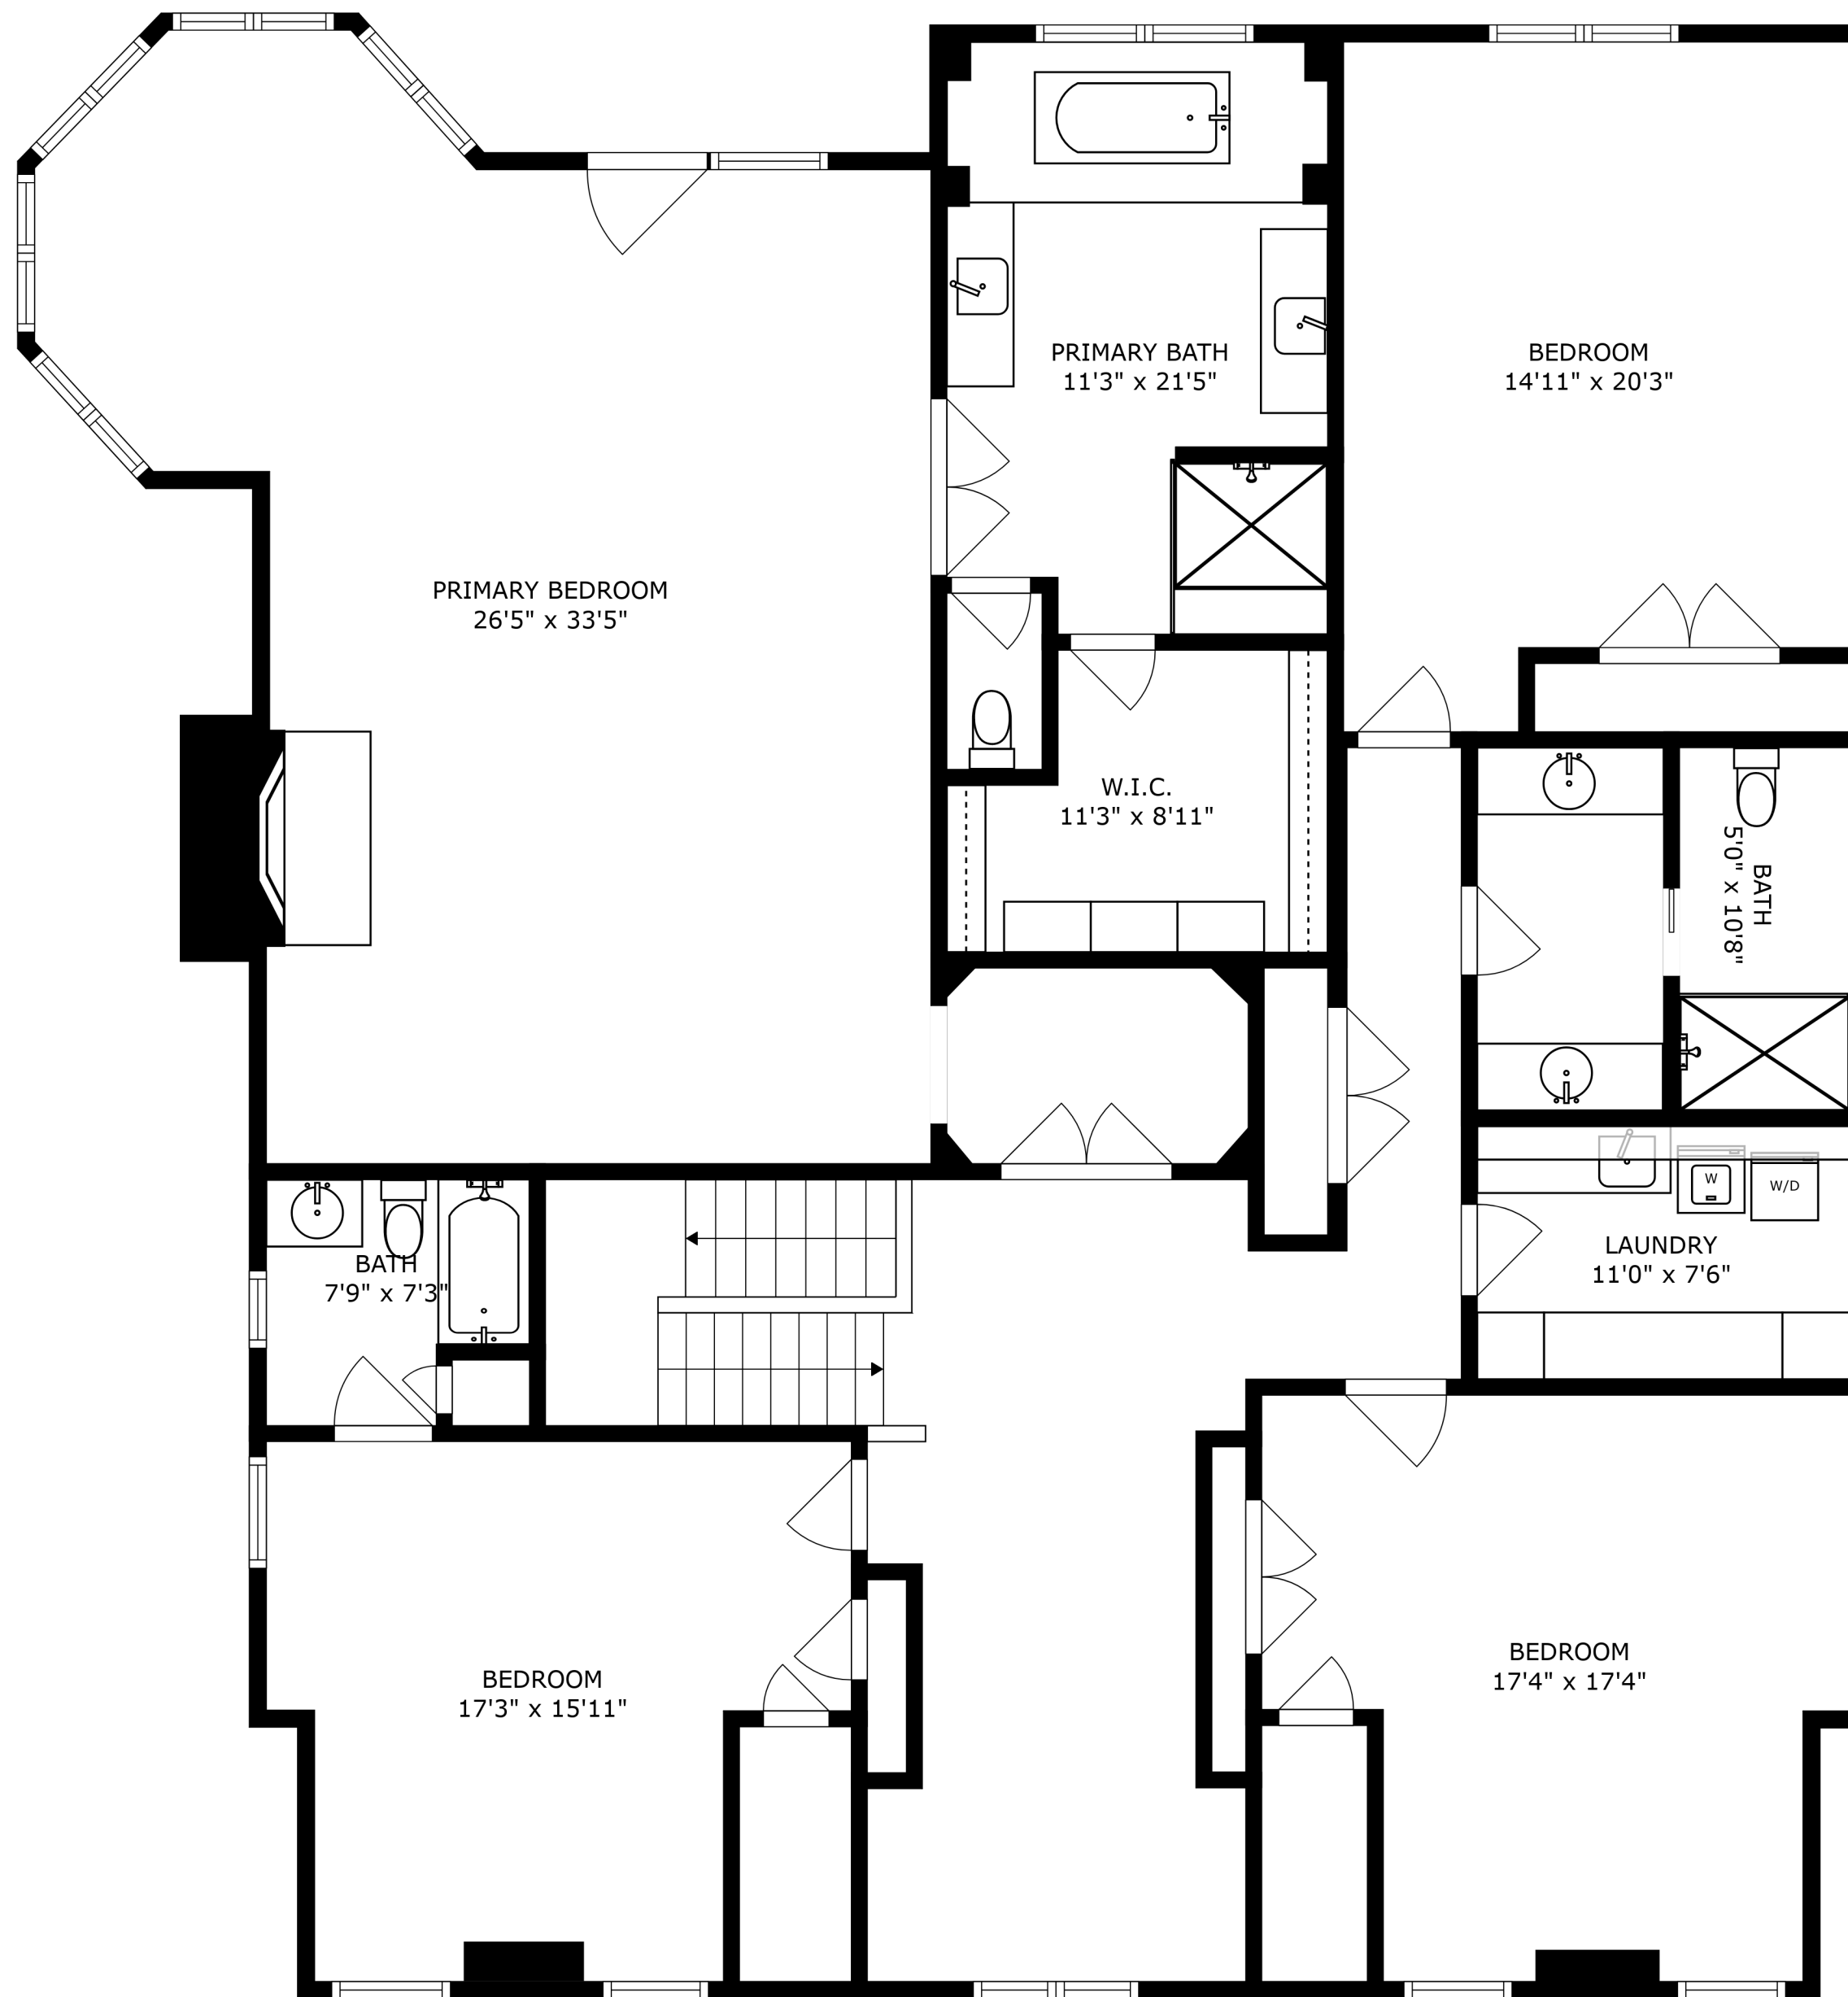 PRIMARY BATH
11'3" x 21'5"
BEDROOM
14'11" x 20'3"
PRIMARY BEDROOM
26'5" x 33'5"
W.I.C.
11'3" x 8'11"
BATH
5'0" x 10'8"
W
W/D
LAUNDRY
11'0" x 7'6"
BATH
7'9" x 7'3"
BEDROOM
17'3" x 15'11"
BEDROOM
17'4" x 17'4"